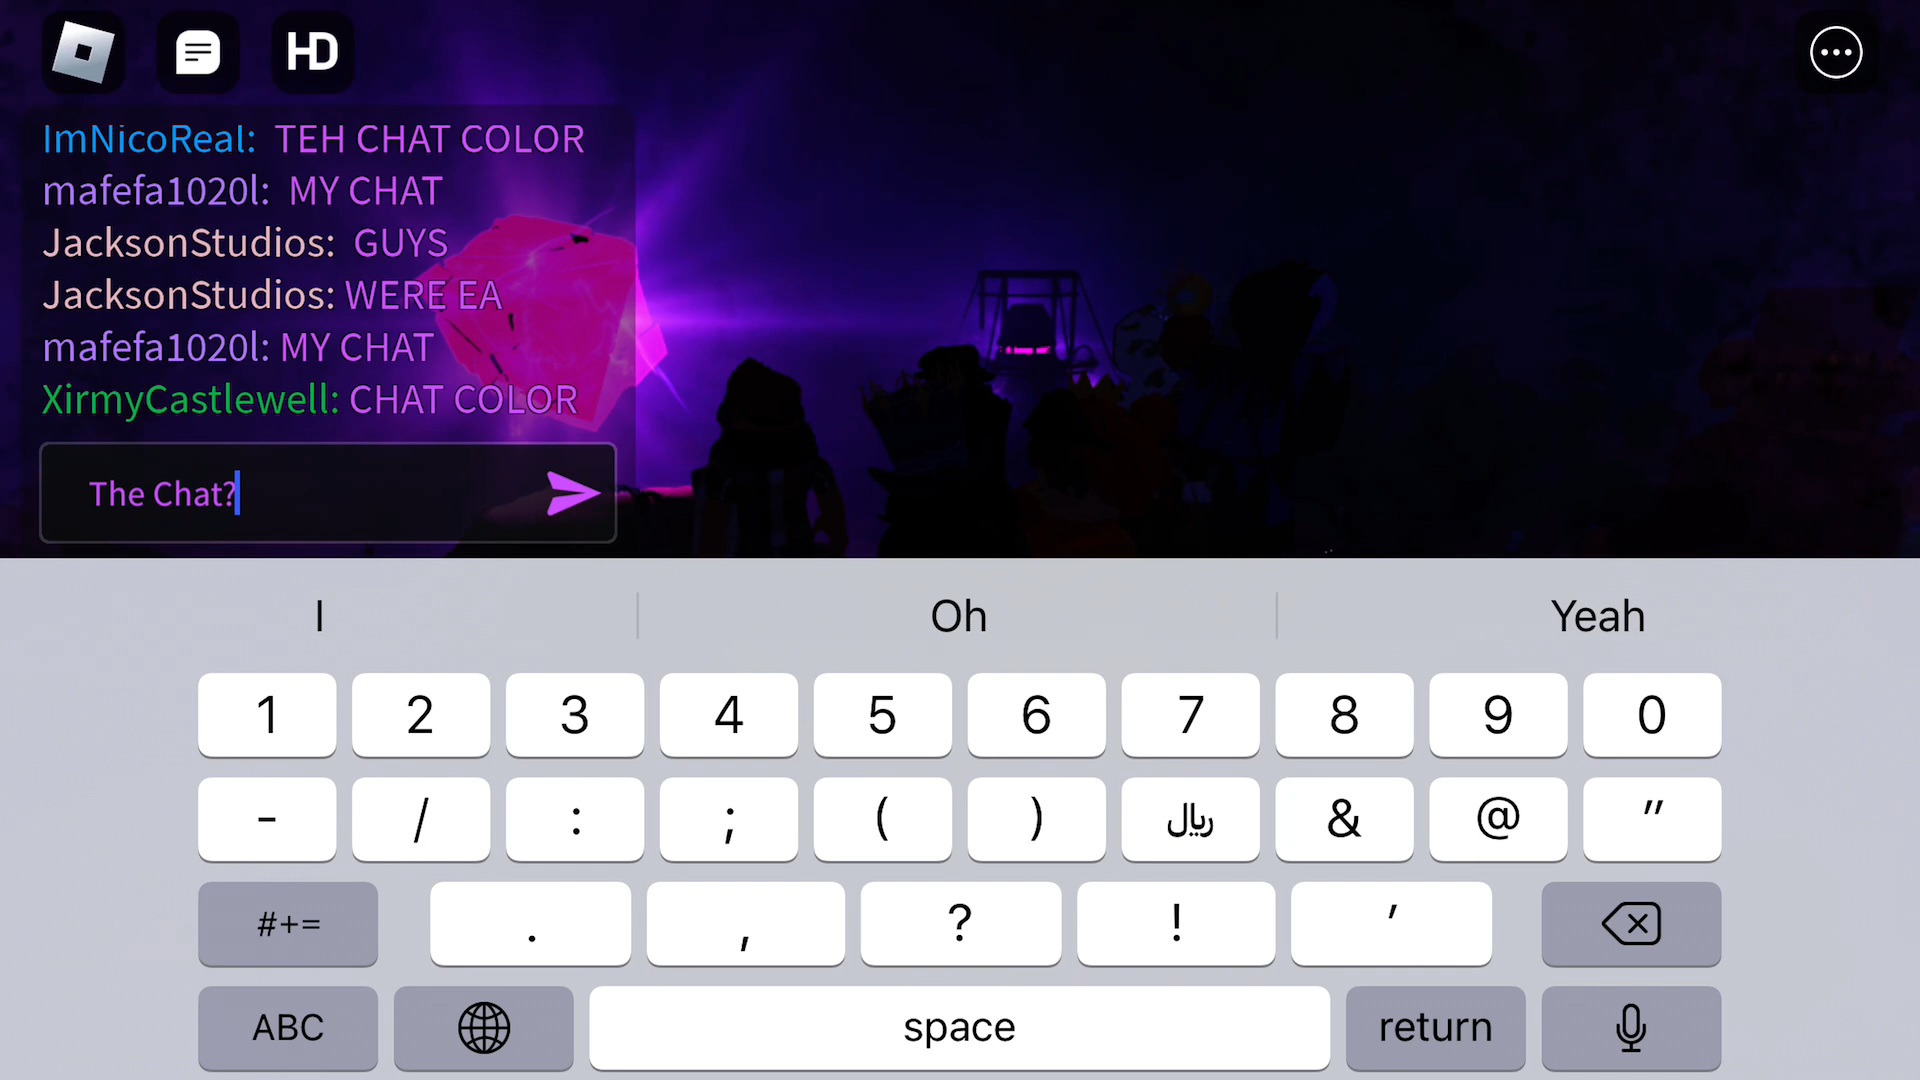 HD
ImNicoReal: TEH CHAT COLOR
mafefa1020l: MY CHAT
JacksonStudios: GUYS
JacksonStudios: WERE EA
mafefa1020l: MY CHAT
XirmyCastlewell: CHAT COLOR
The Chat?
I Oh Yeah
1 2 3 4 5 6 7 8 9 0
- / : ; ( ) ﷼ & @ "
#+= . , ? ! '
ABC space return